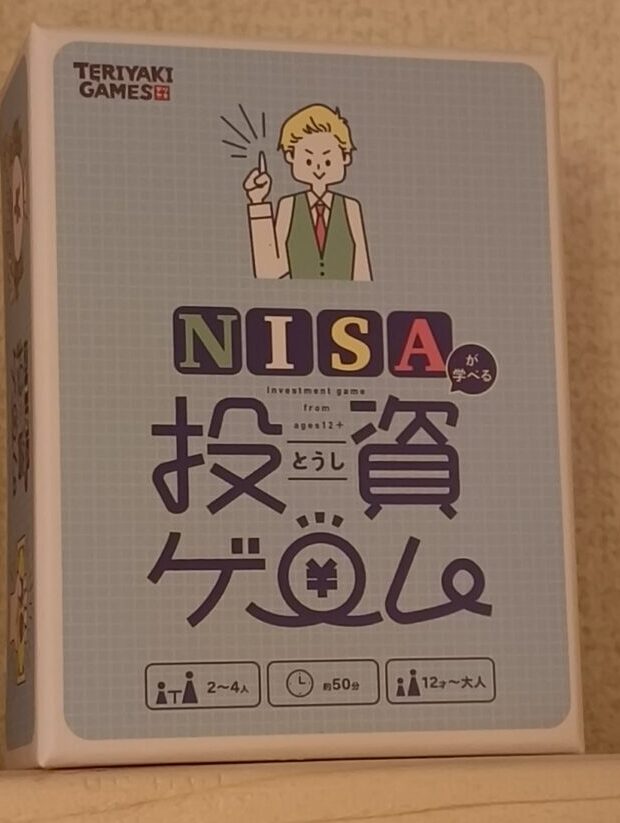 TERIYAKI
GAMES
NISA
が
学べる
Investment game
from
ages12+
投資
とうし
ゲーム
¥
2〜4人
約50分
12才〜大人